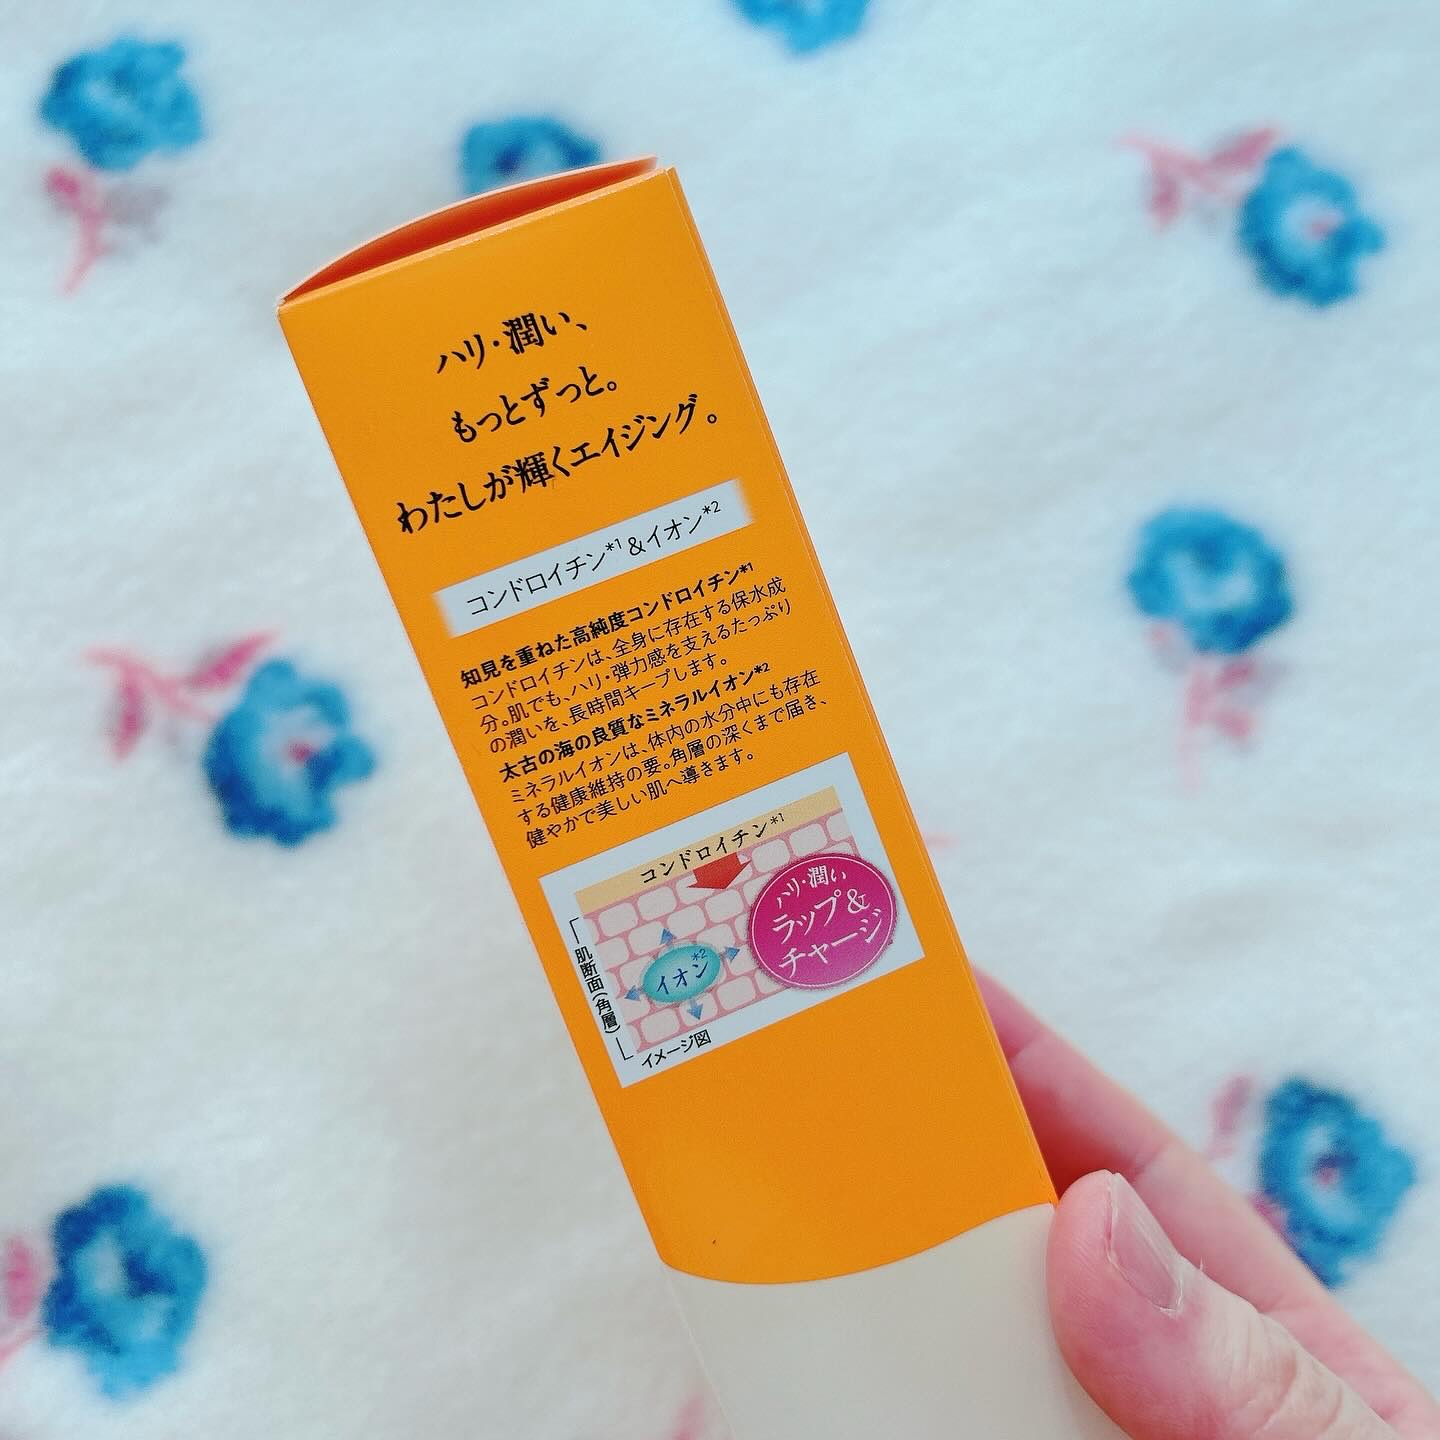 ハリ・潤い、
もっとずっと。
わたしが輝くエイジング。
コンドロイチン*1&イオン*2
知見を重ねた高純度コンドロイチン*1
コンドロイチンは、全身に存在する保水成
分。肌でも、ハリ・弾力感を支えるたっぷり
の潤いを、長時間キープします。
太古の海の良質なミネラルイオン*2
ミネラルイオンは、体内の水分中にも存在
する健康維持の要。角層の深くまで届き、
健やかで美しい肌へ導きます。
コンドロイチン*1
ハリ・潤い
ラップ&
チャージ
イオン*2
肌断面(角層)
イメージ図